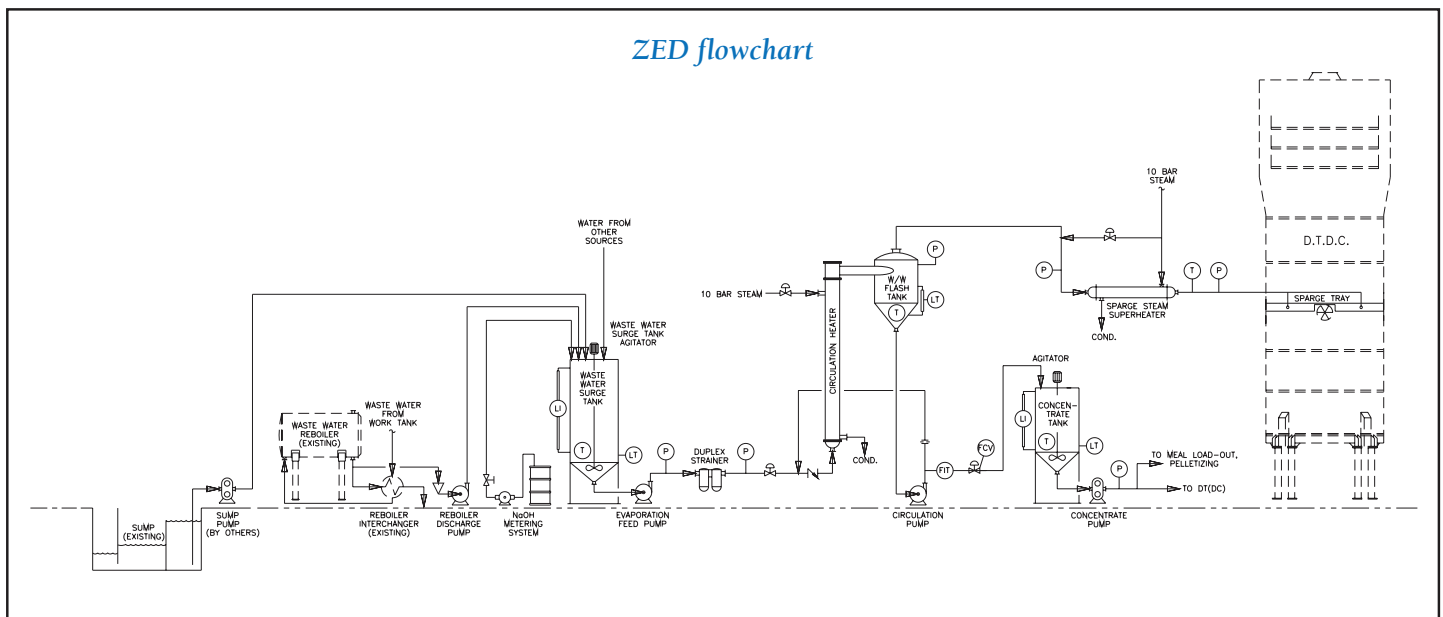 ZED flowchart
10 BAR
STEAM
WATER FROM
OTHER
SOURCES
D.T.D.C.
P
W/W
FLASH
TANK
LT
T
P
T
P
10 BAR STEAM
SPARGE STEAM
SUPERHEATER
SPARGE TRAY
COND.
WASTE WATER
SURGE TANK
AGITATOR
CIRCULATION HEATER
AGITATOR
WASTE
WATER
SURGE
TANK
LI
T
LT
WASTE WATER
FROM
WORK TANK
WASTE WATER
REBOILER
(EXISTING)
CONCEN-
TRATE
TANK
LI
T
LT
P
DUPLEX
STRAINER
P
COND.
FIT
FCV
P
TO MEAL LOAD-OUT,
PELLETIZING
TO DT(DC)
SUMP
(EXISTING)
SUMP
PUMP
(BY OTHERS)
REBOILER
INTERCHANGER
(EXISTING)
REBOILER
DISCHARGE
PUMP
NaOH
METERING
SYSTEM
EVAPORATION
FEED PUMP
CIRCULATION
PUMP
CONCENTRATE
PUMP